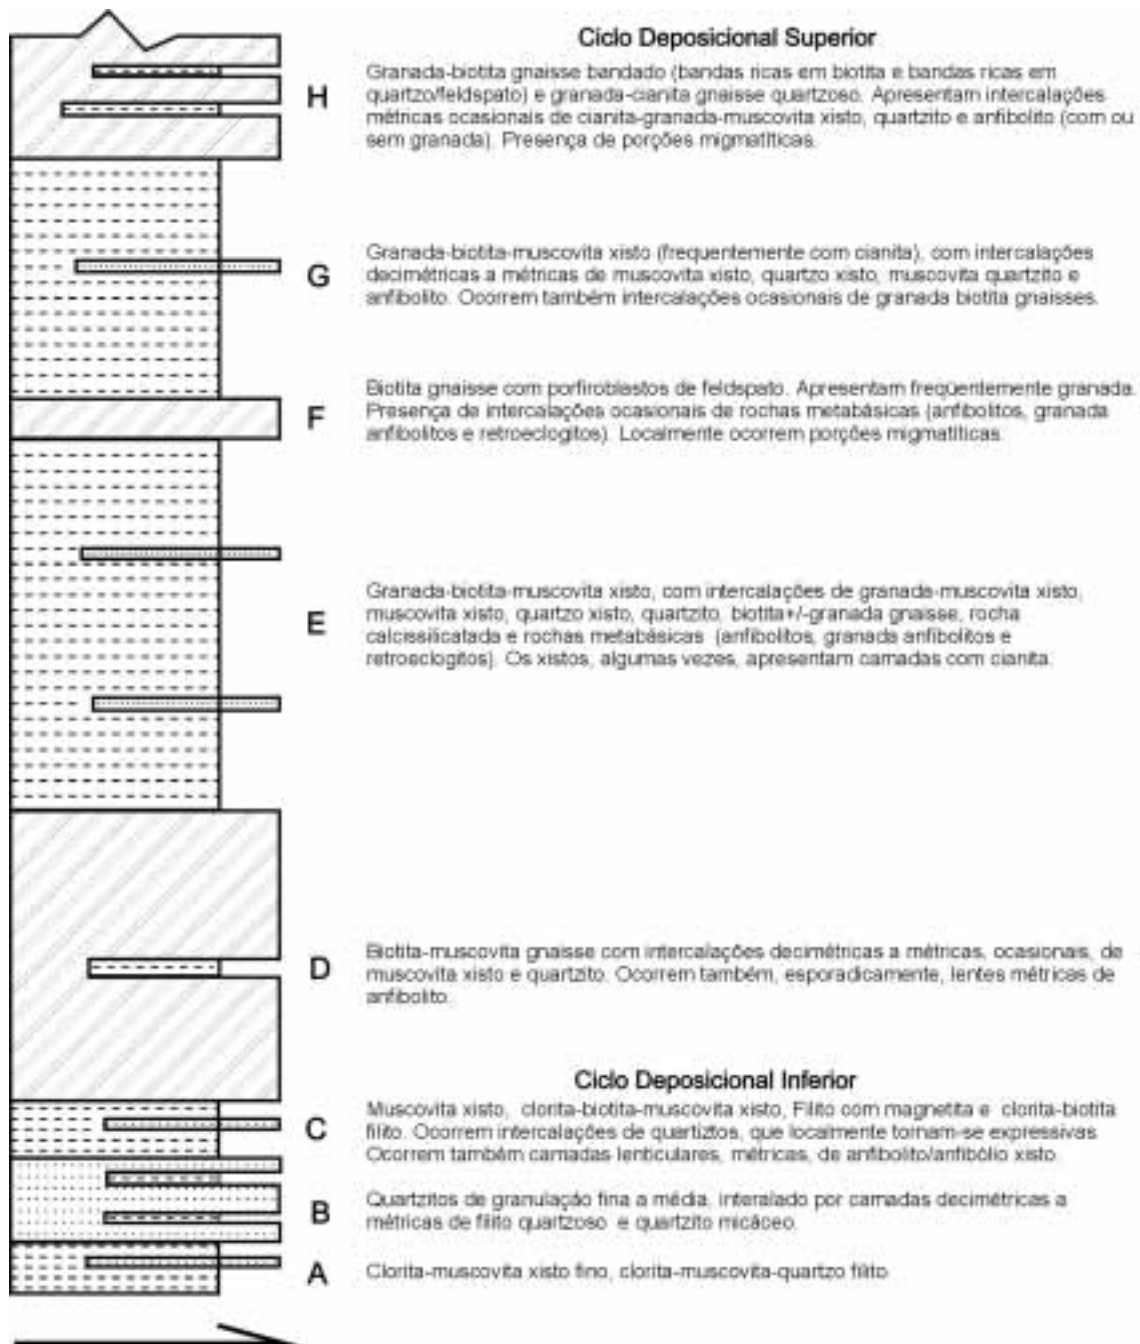 Ciclo Deposicional Superior
H
Granada-biotita gnaisse bandado (bandas ricas em biotita e bandas ricas em
quartzo/feldspato) e granada-cianita gnaisse quartzoso. Apresentam intercalações
métricas ocasionais de cianita-granada-muscovita xisto, quartzito e anfibolito (com ou
sem granada). Presença de porções migmatíticas.
G
Granada-biotita-muscovita xisto (frequentemente com cianita), com intercalações
decimétricas a métricas de muscovita xisto, quartzo xisto, muscovita quartzito e
anfibolito. Ocorrem também intercalações ocasionais de granada biotita gnaisses.
F
Biotita gnaisse com porfiroblastos de feldspato. Apresentam freqüentemente granada.
Presença de intercalações ocasionais de rochas metabásicas (anfibolitos, granada
anfibolitos e retroeclogitos). Localmente ocorrem porções migmatíticas.
E
Granada-biotita-muscovita xisto, com intercalações de granada-muscovita xisto,
muscovita xisto, quartzo xisto, quartzito, biotita+/-granada gnaisse, rocha
calcissilicatada e rochas metabásicas (anfibolitos, granada anfibolitos e
retroeclogitos). Os xistos, algumas vezes, apresentam camadas com cianita.
D
Biotita-muscovita gnaisse com intercalações decimétricas a métricas, ocasionais, de
muscovita xisto e quartzito. Ocorrem também, esporadicamente, lentes métricas de
anfibolito.
Ciclo Deposicional Inferior
C
Muscovita xisto, clorita-biotita-muscovita xisto, Filito com magnetita e clorita-biotita
filito. Ocorrem intercalações de quartiztos, que localmente tornam-se expressivas
Ocorrem também camadas lenticulares, métricas, de anfibolito/anfibólio xisto.
B
Quartzitos de granulação fina a média, interalado por camadas decimétricas a
métricas de filito quartzoso e quartzito micáceo.
A
Clorita-muscovita xisto fino, clorita-muscovita-quartzo filito